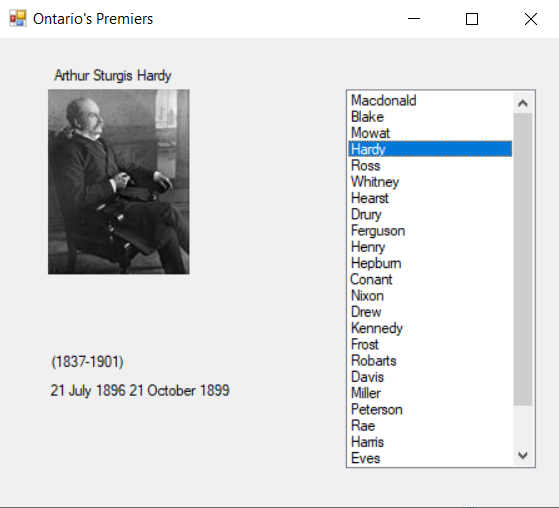 Ontario's Premiers
Arthur Sturgis Hardy
(1837-1901)
21 July 1896 21 October 1899
Macdonald
Blake
Mowat
Hardy
Ross
Whitney
Hearst
Drury
Ferguson
Henry
Hepburn
Conant
Nixon
Drew
Kennedy
Frost
Robarts
Davis
Miller
Peterson
Rae
Harris
Eves